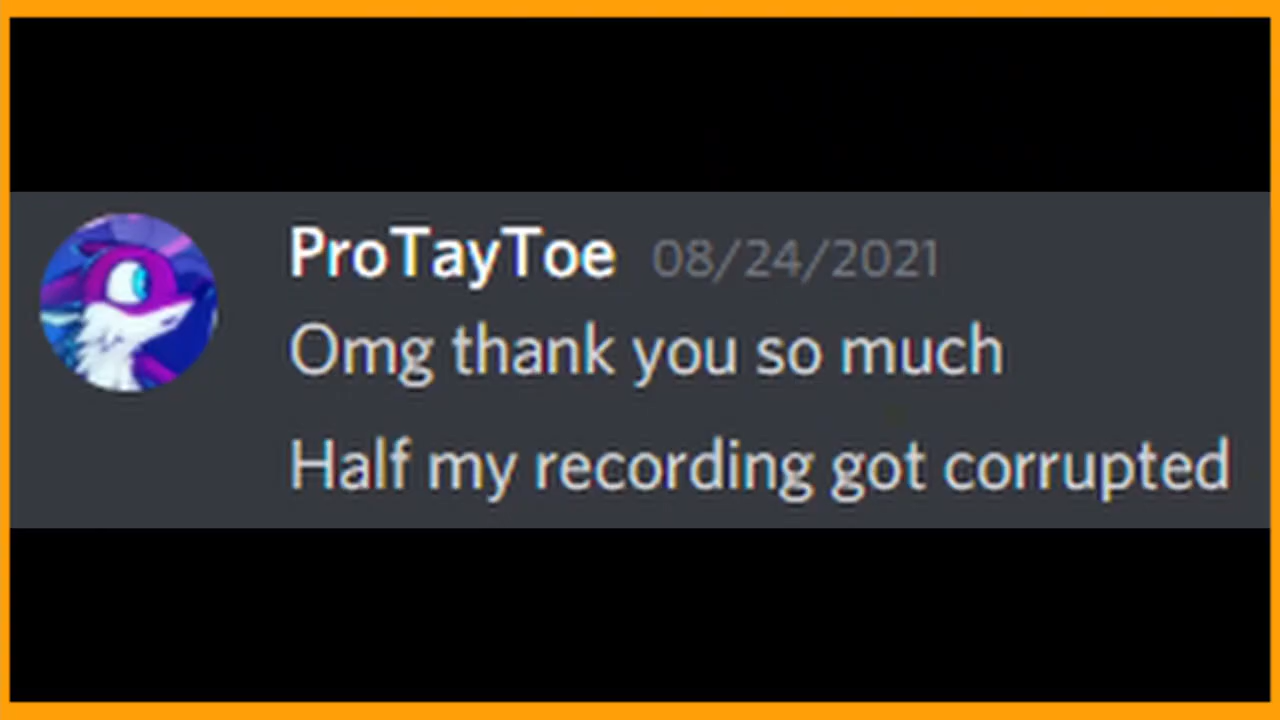 ProTayToe 08/24/2021
Omg thank you so much
Half my recording got corrupted